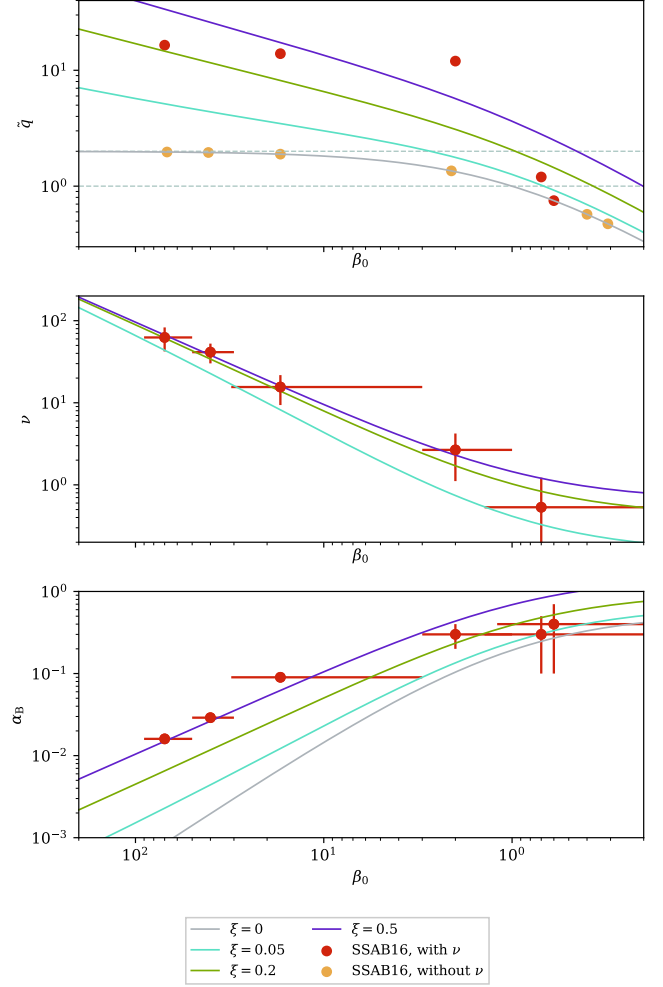 10¹
10⁰
q̃
β₀
10²
10¹
10⁰
ν
β₀
10⁰
10⁻¹
10⁻²
10⁻³
α_B
10² 10¹ 10⁰
β₀
ξ = 0
ξ = 0.05
ξ = 0.2
ξ = 0.5
SSAB16, with ν
SSAB16, without ν